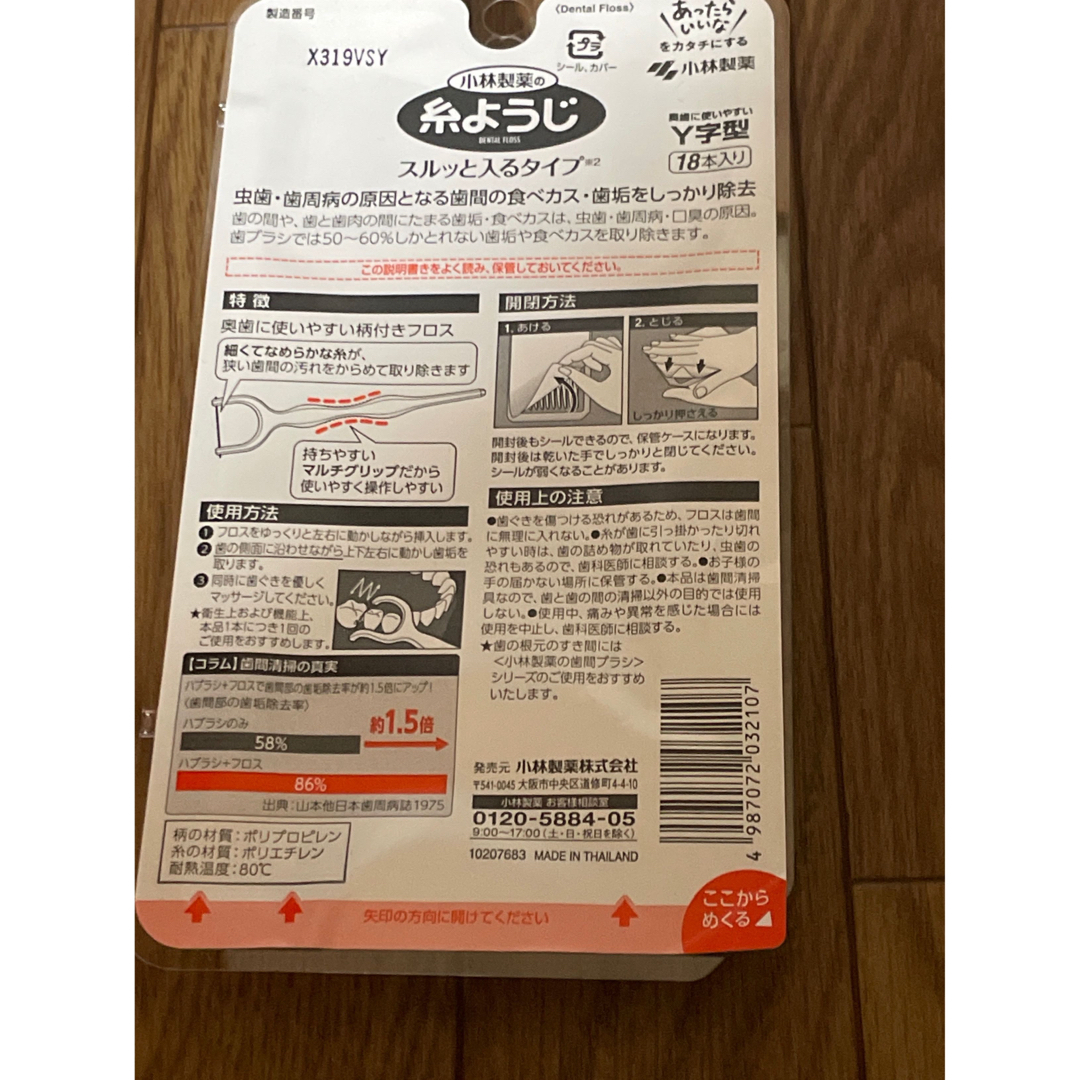 製造番号
X319VSY
〈Dental Floss〉
プラ
シール、カバー
あったら
いいな
をカタチにする
小林製薬
小林製薬の
糸ようじ
DENTAL FLOSS
スルッと入るタイプ※2
奥歯に使いやすい
Y字型
18本入り
虫歯・歯周病の原因となる歯間の食べカス・歯垢をしっかり除去
歯の間や、歯と歯肉の間にたまる歯垢・食べカスは、虫歯・歯周病・口臭の原因。
歯ブラシでは50〜60%しかとれない歯垢や食べカスを取り除きます。
この説明書きをよく読み、保管しておいてください。
特徴
奥歯に使いやすい柄付きフロス
細くてなめらかな糸が、
狭い歯間の汚れをからめて取り除きます
持ちやすい
マルチグリップだから
使いやすく操作しやすい
使用方法
❶フロスをゆっくりと左右に動かしながら挿入します。
❷歯の側面に沿わせながら上下左右に動かし歯垢を
取ります。
❸同時に歯ぐきを優しく
マッサージしてください。
★衛生上および機能上、
本品1本につき1回の
ご使用をおすすめします。
【コラム】歯間清掃の真実
ハブラシ+フロスで歯間部の歯垢除去率が約1.5倍にアップ!
〈歯間部の歯垢除去率〉
ハブラシのみ
58%
約1.5倍
ハブラシ+フロス
86%
出典:山本他日本歯周病誌1975
柄の材質:ポリプロピレン
糸の材質:ポリエチレン
耐熱温度:80℃
開閉方法
1. あける
2. とじる
しっかり押さえる
開封後もシールできるので、保管ケースになります。
開封後は乾いた手でしっかりと閉じてください。
シールが弱くなることがあります。
使用上の注意
●歯ぐきを傷つける恐れがあるため、フロスは歯間
に無理に入れない。●糸が歯に引っ掛かったり切れ
やすい時は、歯の詰め物が取れていたり、虫歯の
恐れもあるので、歯科医師に相談する。●お子様の
手の届かない場所に保管する。●本品は歯間清掃
具なので、歯と歯の間の清掃以外の目的では使用
しない。●使用中、痛みや異常を感じた場合には
使用を中止し、歯科医師に相談する。
★歯の根元のすき間には
＜小林製薬の歯間ブラシ＞
シリーズのご使用をおすすめ
いたします。
発売元 小林製薬株式会社
〒541-0045 大阪市中央区道修町4-4-10
小林製薬 お客様相談室
0120-5884-05
9:00〜17:00(土・日・祝日を除く)
10207683 MADE IN THAILAND
4 987072 032107
矢印の方向に開けてください
ここから
めくる